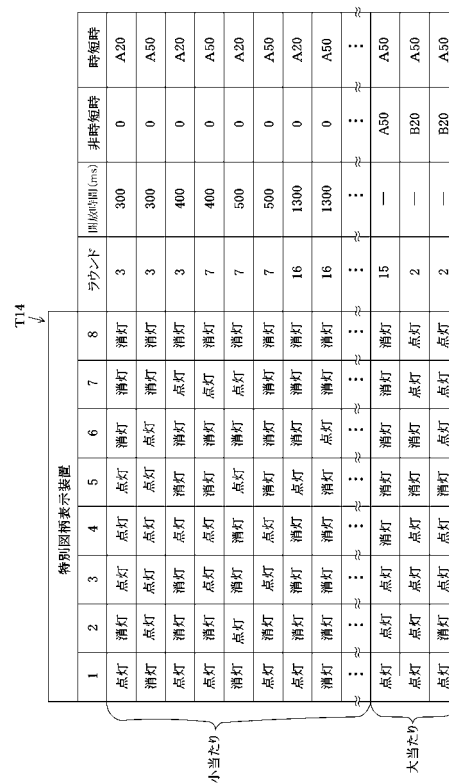 T14
特別図柄表示装置
1 2 3 4 5 6 7 8 ラウンド 開放時間(ms) 非時短時 時短時
小当たり
点灯 消灯 点灯 点灯 点灯 消灯 消灯 消灯 3 300 0 A20
消灯 点灯 点灯 点灯 点灯 点灯 消灯 消灯 3 300 0 A50
点灯 消灯 消灯 点灯 消灯 消灯 点灯 消灯 3 400 0 A20
点灯 点灯 点灯 点灯 消灯 消灯 点灯 消灯 7 400 0 A50
消灯 点灯 消灯 消灯 点灯 消灯 点灯 消灯 7 500 0 A20
点灯 消灯 点灯 点灯 消灯 消灯 消灯 消灯 7 500 0 A50
点灯 点灯 消灯 消灯 点灯 消灯 消灯 消灯 16 1300 0 A20
消灯 消灯 消灯 点灯 消灯 点灯 消灯 消灯 16 1300 0 A50
⋮ ⋮ ⋮ ⋮ ⋮ ⋮ ⋮ ⋮ ⋮ ⋮ ⋮ ⋮
大当たり
点灯 点灯 点灯 消灯 消灯 消灯 消灯 消灯 15 — A50 A50
点灯 点灯 点灯 点灯 消灯 消灯 点灯 点灯 2 — B20 A50
消灯 消灯 点灯 点灯 消灯 点灯 点灯 点灯 2 — B20 A50